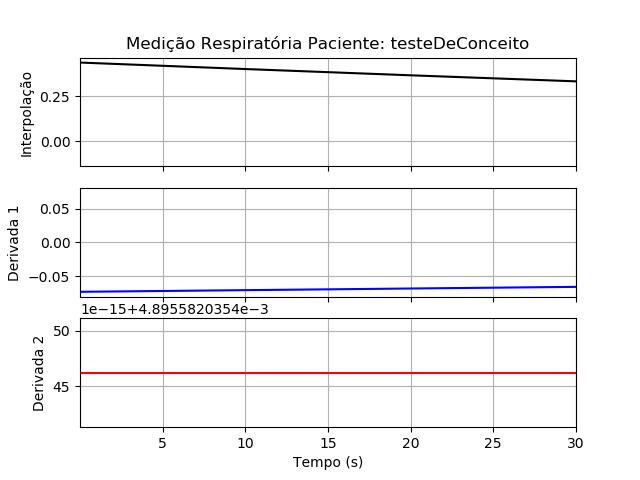 Medição Respiratória Paciente: testeDeConceito
Interpolação
0.25
0.00
Derivada 1
0.05
0.00
−0.05
1e−15+4.8955820354e−3
Derivada 2
50
45
5 10 15 20 25 30
Tempo (s)